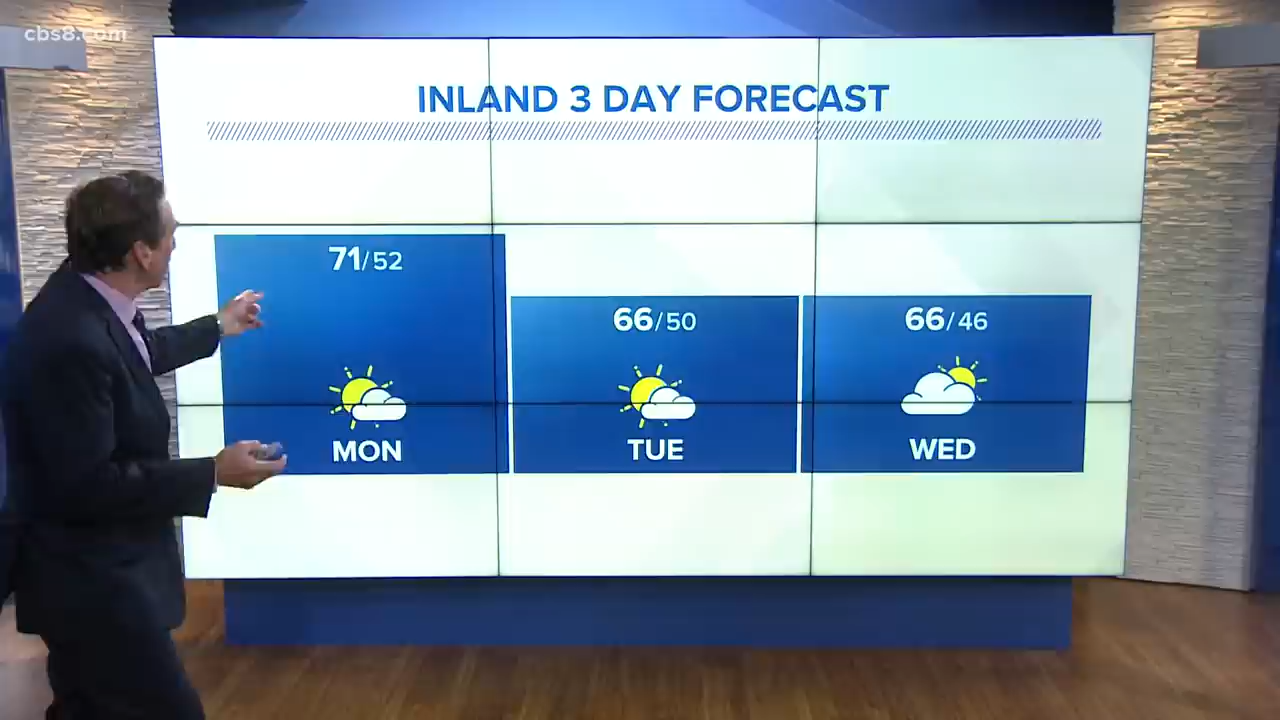 cbs8.com
INLAND 3 DAY FORECAST
71/52
66/50
66/46
MON
TUE
WED